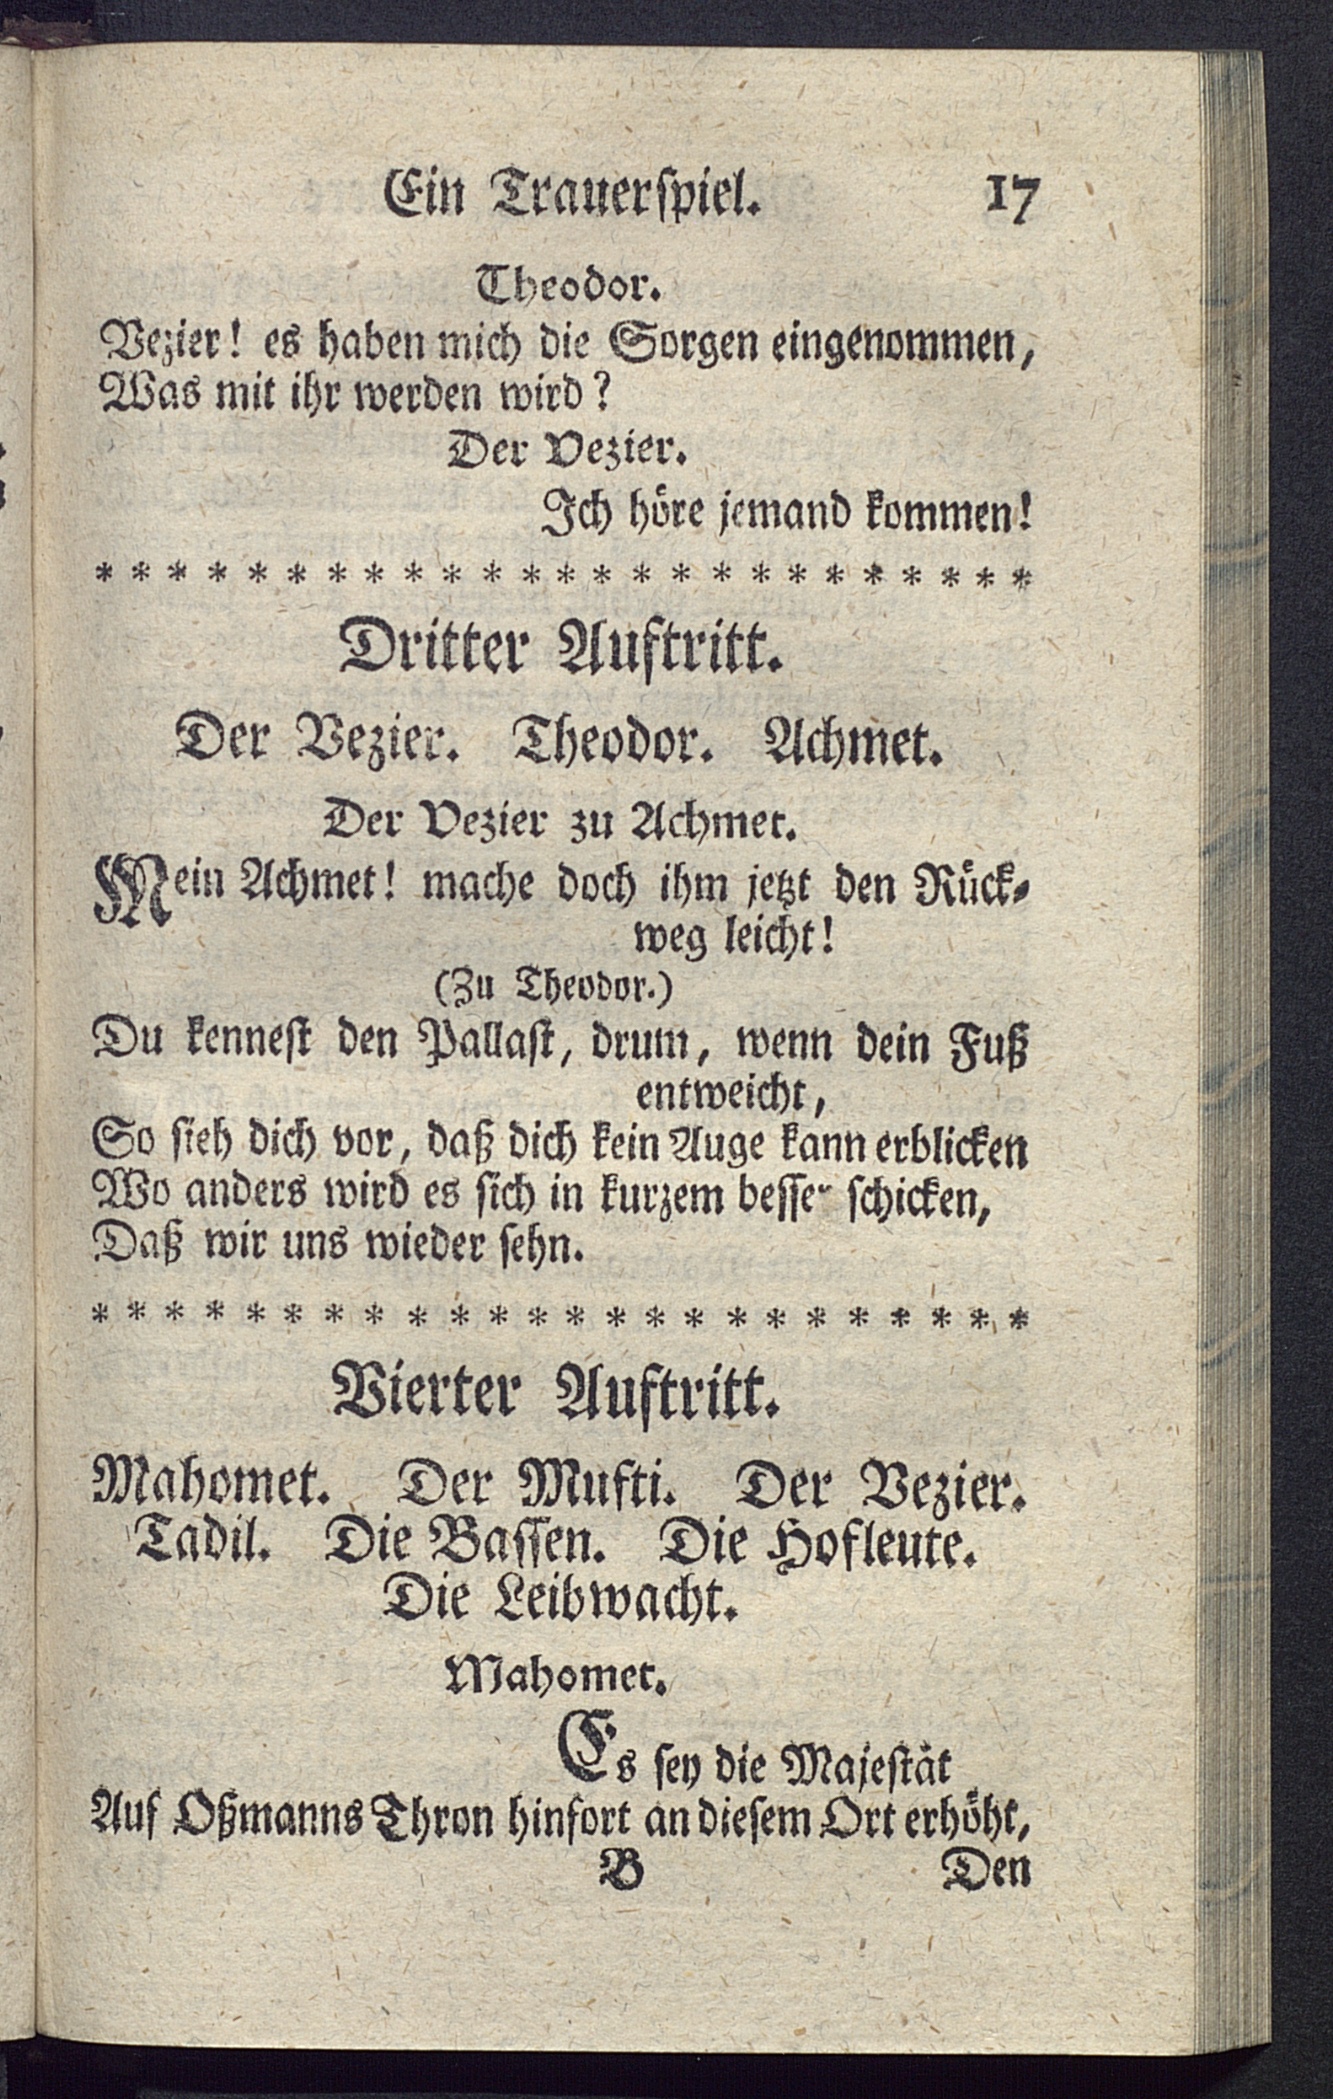 Ein Trauerspiel. 17
Theodor.
Vezier! es haben mich die Sorgen eingenommen,
Was mit ihr werden wird?
Der Vezier.
Ich höre jemand kommen!
* * * * * * * * * * * * * * * * * * * * * * * * *
Dritter Auftritt.
Der Vezier. Theodor. Achmet.
Der Vezier zu Achmet.
Mein Achmet! mache doch ihm jetzt den Rück-
weg leicht!
(Zu Theodor.)
Du kennest den Pallast, drum, wenn dein Fuß
entweicht,
So sieh dich vor, daß dich kein Auge kann erblicken
Wo anders wird es sich in kurzem besser schicken,
Daß wir uns wieder sehn.
* * * * * * * * * * * * * * * * * * * * * * * * *
Vierter Auftritt.
Mahomet. Der Mufti. Der Vezier.
Tadil. Die Bassen. Die Hofleute.
Die Leibwacht.
Mahomet.
Es sey die Majestät
Auf Oßmanns Thron hinfort an diesem Ort erhöht,
B Den